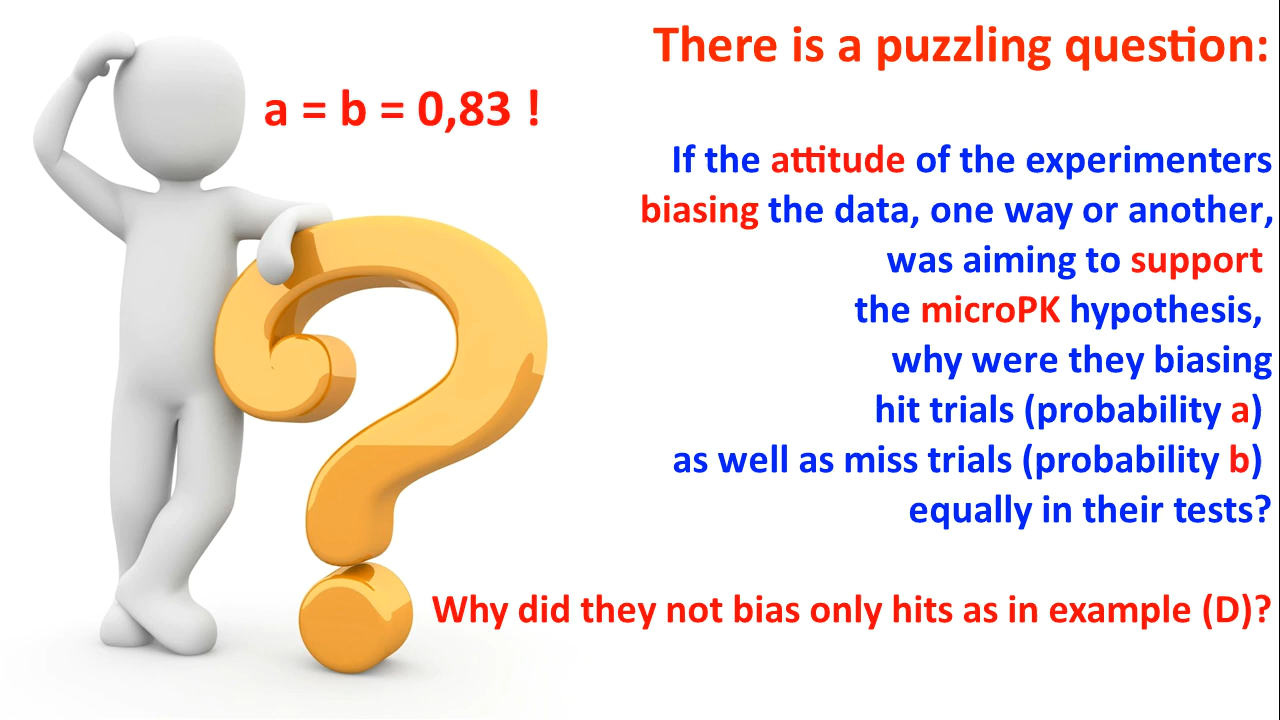 There is a puzzling question:
a = b = 0,83 !
If the attitude of the experimenters
biasing the data, one way or another,
was aiming to support
the microPK hypothesis,
why were they biasing
hit trials (probability a)
as well as miss trials (probability b)
equally in their tests?
Why did they not bias only hits as in example (D)?